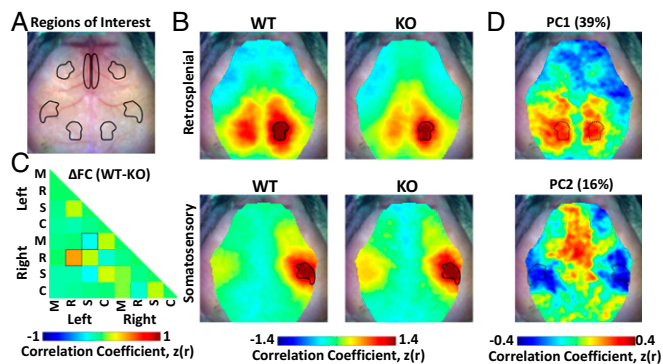 A
Regions of Interest
B
WT
KO
Retrosplenial
D
PC1 (39%)
C
ΔFC (WT-KO)
Left
Right
M
R
S
C
M
R
S
C
M
R
S
C
M
R
S
C
Left
Right
-1
1
Correlation Coefficient, z(r)
WT
KO
Somatosensory
-1.4
1.4
Correlation Coefficient, z(r)
PC2 (16%)
-0.4
0.4
Correlation Coefficient, z(r)